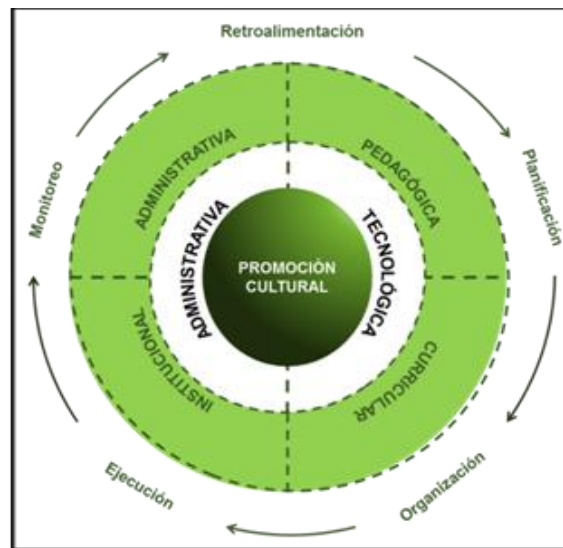 Retroalimentación
Planificación
Organización
Ejecución
Monitoreo
ADMINISTRATIVA
PEDAGÓGICA
CURRICULAR
INSTITUCIONAL
ADMINISTRATIVA
TECNOLÓGICA
PROMOCIÓN
CULTURAL